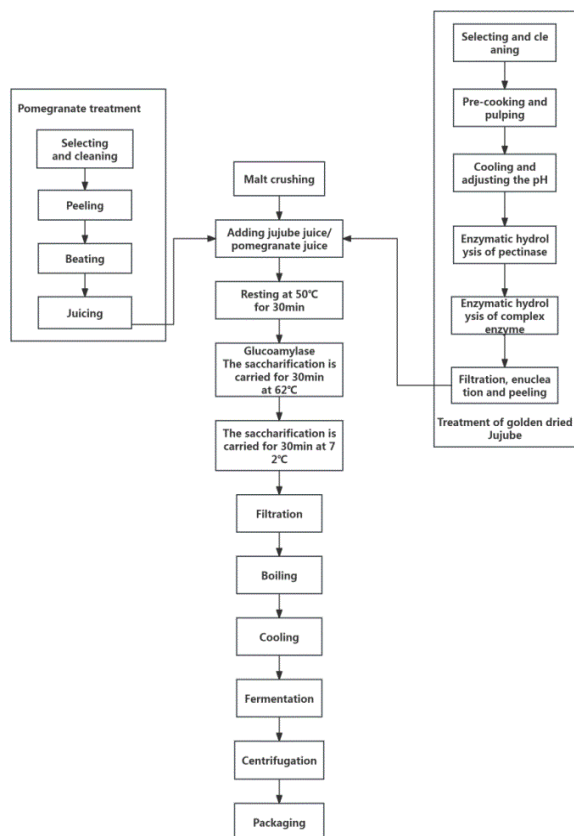 Pomegranate treatment
Selecting
and cleaning
Peeling
Beating
Juicing
Malt crushing
Adding jujube juice/
pomegranate juice
Resting at 50℃
for 30min
Glucoamylase
The saccharification is
carried for 30min
at 62℃
The saccharification is
carried for 30min at 7
2℃
Filtration
Boiling
Cooling
Fermentation
Centrifugation
Packaging
Selecting and cle
aning
Pre-cooking and
pulping
Cooling and
adjusting the pH
Enzymatic hydrol
ysis of pectinase
Enzymatic hydrol
ysis of complex
enzyme
Filtration, enuclea
tion and peeling
Treatment of golden dried
Jujube